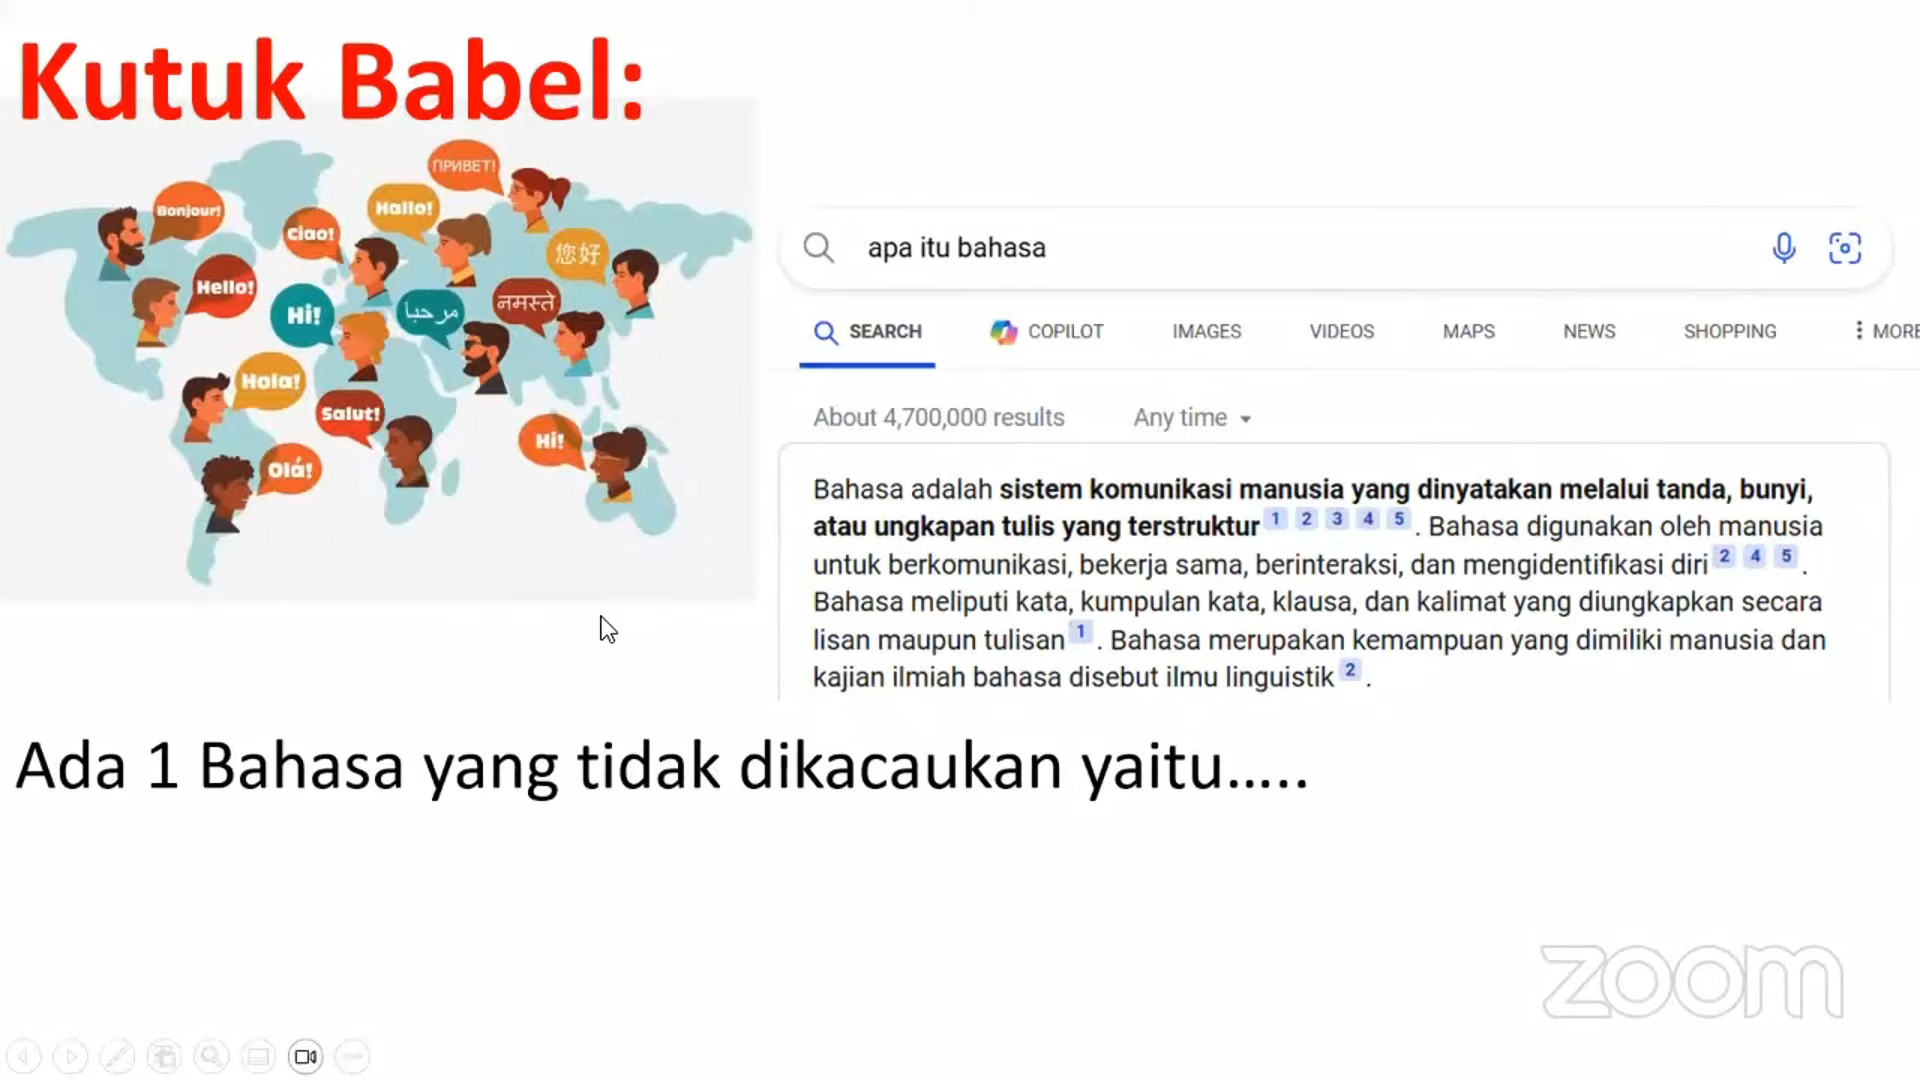 Kutuk Babel:
ПРИВЕТ!
Bonjour!
Hallo!
Ciao!
您好
Hello!
Hi!
مرحبا
नमस्ते
Hola!
Salut!
Hi!
Olá!
apa itu bahasa
SEARCH COPILOT IMAGES VIDEOS MAPS NEWS SHOPPING MORE
About 4,700,000 results Any time
Bahasa adalah sistem komunikasi manusia yang dinyatakan melalui tanda, bunyi,
atau ungkapan tulis yang terstruktur 1 2 3 4 5 . Bahasa digunakan oleh manusia
untuk berkomunikasi, bekerja sama, berinteraksi, dan mengidentifikasi diri 2 4 5 .
Bahasa meliputi kata, kumpulan kata, klausa, dan kalimat yang diungkapkan secara
lisan maupun tulisan 1 . Bahasa merupakan kemampuan yang dimiliki manusia dan
kajian ilmiah bahasa disebut ilmu linguistik 2 .
Ada 1 Bahasa yang tidak dikacaukan yaitu.....
zoom